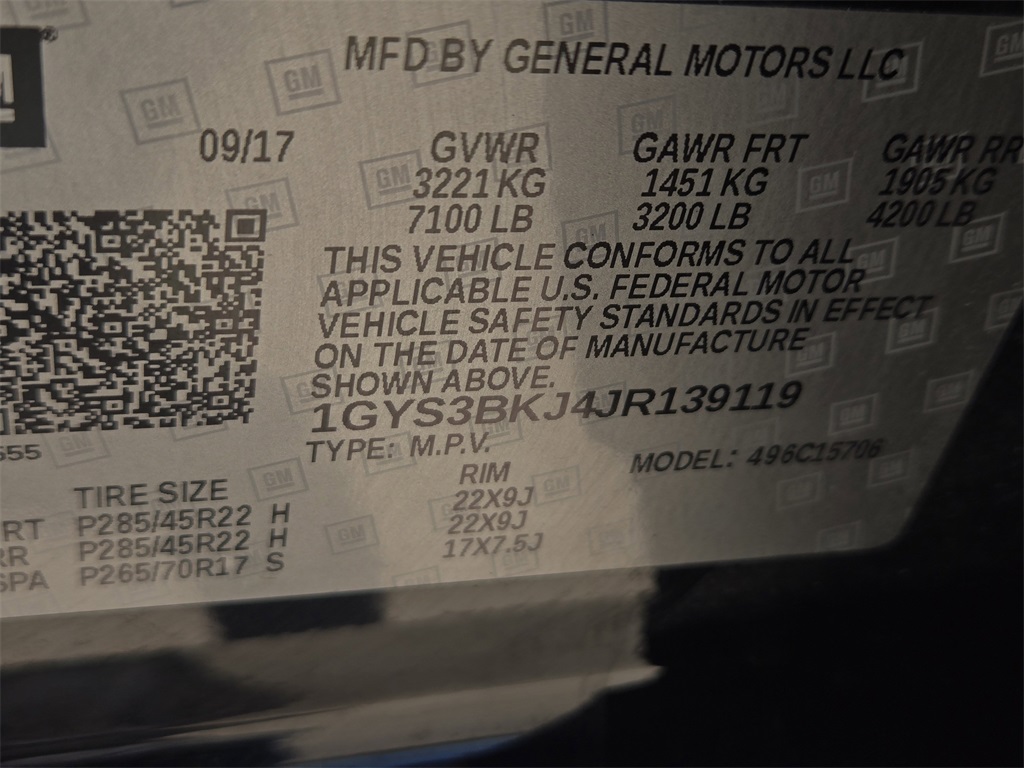 GM
®
MFD BY GENERAL MOTORS LLC
09/17 GVWR GAWR FRT GAWR RR
3221 KG 1451 KG 1905 KG
7100 LB 3200 LB 4200 LB
THIS VEHICLE CONFORMS TO ALL
APPLICABLE U.S. FEDERAL MOTOR
VEHICLE SAFETY STANDARDS IN EFFECT
ON THE DATE OF MANUFACTURE
SHOWN ABOVE.
1GYS3BKJ4JR139119
555
TYPE: M.P.V. MODEL: 496C15706
TIRE SIZE RIM
RT P285/45R22 H 22X9J
RR P285/45R22 H 22X9J
SPA P265/70R17 S 17X7.5J